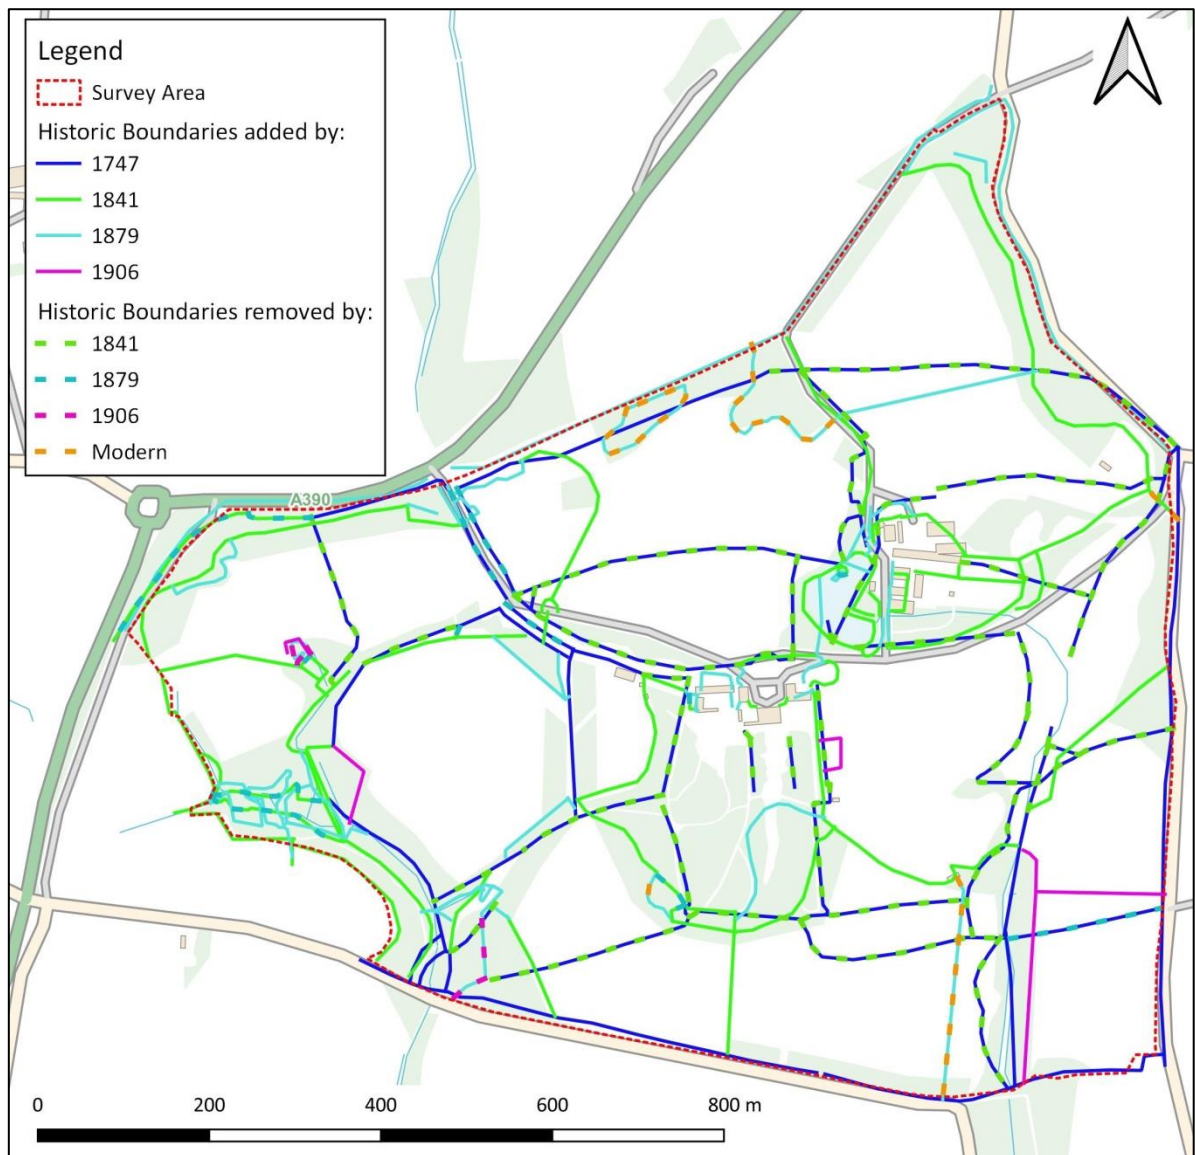 Legend
Survey Area
Historic Boundaries added by:
1747
1841
1879
1906
Historic Boundaries removed by:
1841
1879
1906
Modern
A390
0 200 400 600 800 m